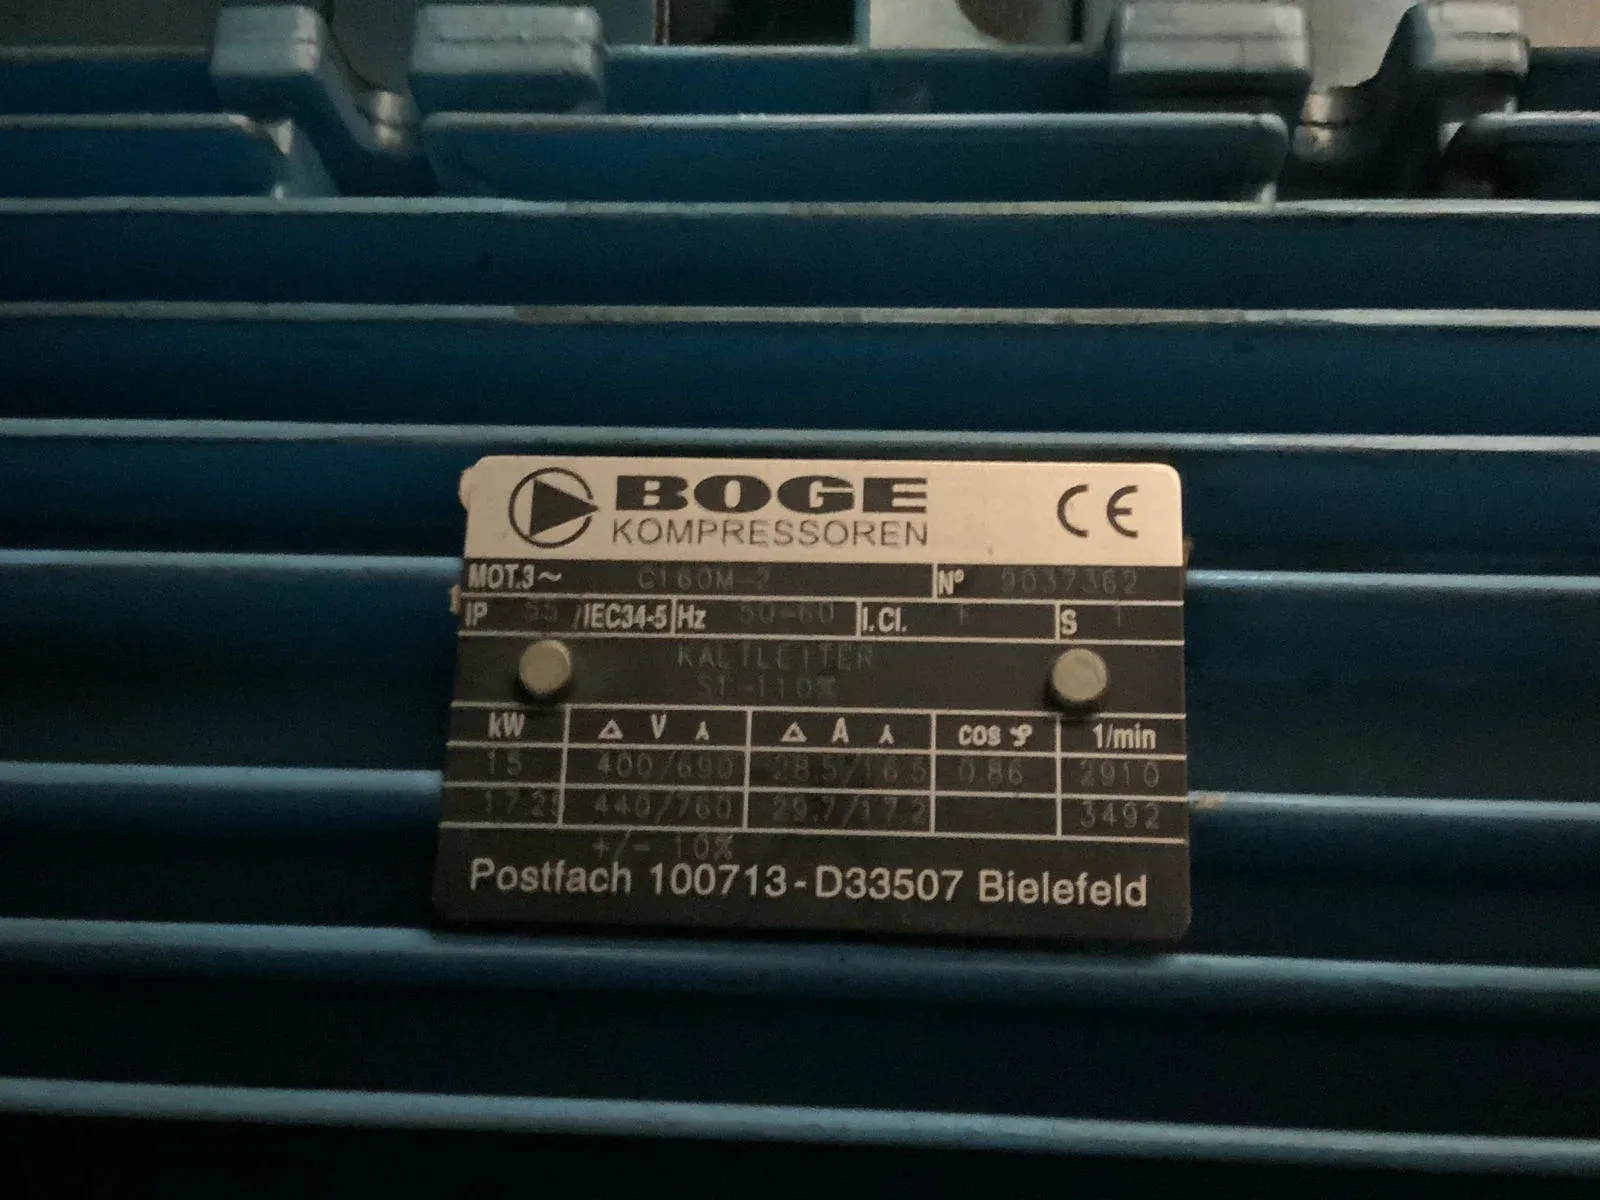 BOGE
KOMPRESSOREN
CE
MOT.3~ C160M-2 Nº 9037362
IP 55 /IEC34-5 Hz 50-60 I.Cl. F S 1
KALTLEITER
ST-110%
kW △ V ⅄ △ A ⅄ cos φ 1/min
15 400/690 28.5/16.5 0.86 2910
17.25 440/760 29.7/17.2 3492
+/- 10%
Postfach 100713 - D33507 Bielefeld